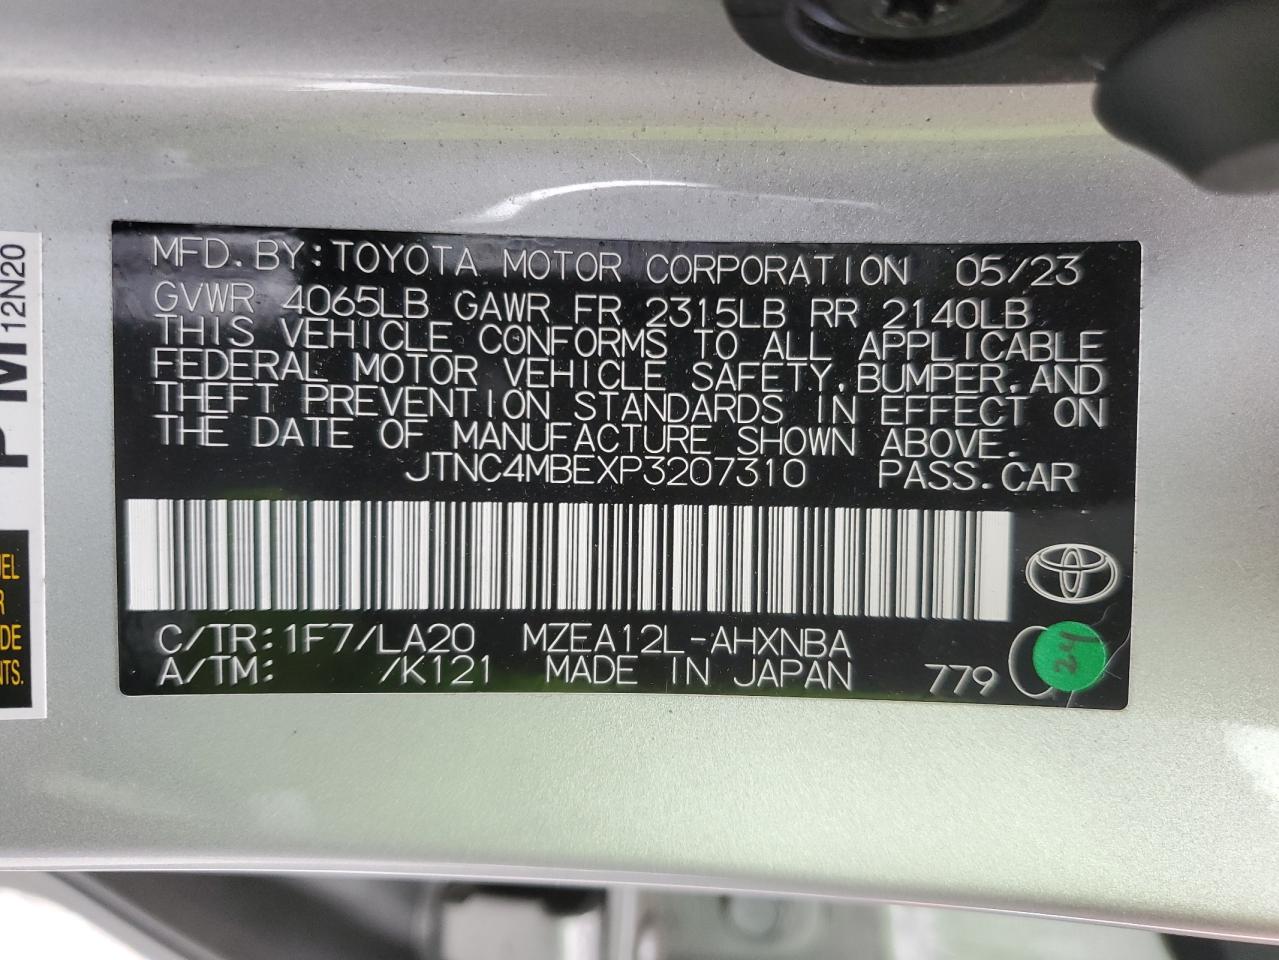 MFD.BY:TOYOTA MOTOR CORPORATION 05/23
GVWR 4065LB GAWR FR 2315LB RR 2140LB
THIS VEHICLE CONFORMS TO ALL APPLICABLE
FEDERAL MOTOR VEHICLE SAFETY,BUMPER,AND
THEFT PREVENTION STANDARDS IN EFFECT ON
THE DATE OF MANUFACTURE SHOWN ABOVE.
JTNC4MBEXP3207310 PASS.CAR
C/TR:1F7/LA20 MZEA12L-AHXNBA
A/TM: /K121 MADE IN JAPAN 779
24
PM112N20